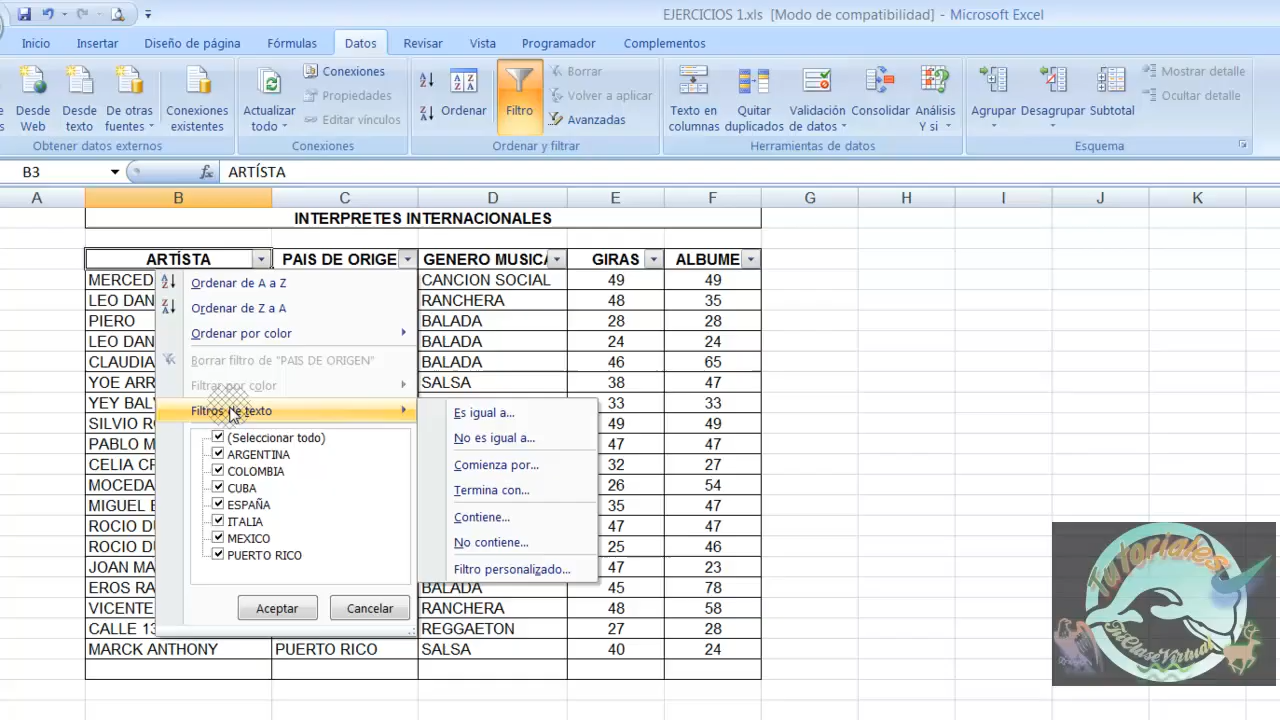 EJERCICIOS 1.xls [Modo de compatibilidad] - Microsoft Excel
Inicio Insertar Diseño de página Fórmulas Datos Revisar Vista Programador Complementos
Desde Web
Desde texto
De otras fuentes
Conexiones existentes
Obtener datos externos
Actualizar todo
Conexiones
Propiedades
Editar vínculos
Conexiones
Ordenar
Filtro
Borrar
Volver a aplicar
Avanzadas
Ordenar y filtrar
Texto en columnas
Quitar duplicados
Validación de datos
Consolidar
Análisis Y si
Herramientas de datos
Agrupar
Desagrupar
Subtotal
Mostrar detalle
Ocultar detalle
Esquema
B3 fx ARTÍSTA
A B C D E F G H I J K
INTERPRETES INTERNACIONALES
ARTÍSTA PAIS DE ORIGE GENERO MUSICA GIRAS ALBUME
MERCED CANCION SOCIAL 49 49
LEO DAN RANCHERA 48 35
PIERO BALADA 28 28
LEO DAN BALADA 24 24
CLAUDIA BALADA 46 65
YOE ARR SALSA 38 47
YEY BAL 33 33
SILVIO RO 49 49
PABLO M 47 47
CELIA CR 32 27
MOCEDA 26 54
MIGUEL B 35 47
ROCIO DU 47 47
ROCIO DU 25 46
JOAN MA 47 23
EROS RA BALADA 45 78
VICENTE RANCHERA 48 58
CALLE 13 REGGAETON 27 28
MARCK ANTHONY PUERTO RICO SALSA 40 24
Ordenar de A a Z
Ordenar de Z a A
Ordenar por color
Borrar filtro de "PAIS DE ORIGEN"
Filtrar por color
Filtros de texto
(Seleccionar todo)
ARGENTINA
COLOMBIA
CUBA
ESPAÑA
ITALIA
MEXICO
PUERTO RICO
Aceptar Cancelar
Es igual a...
No es igual a...
Comienza por...
Termina con...
Contiene...
No contiene...
Filtro personalizado...
Tutoriales
TuClaseVirtual